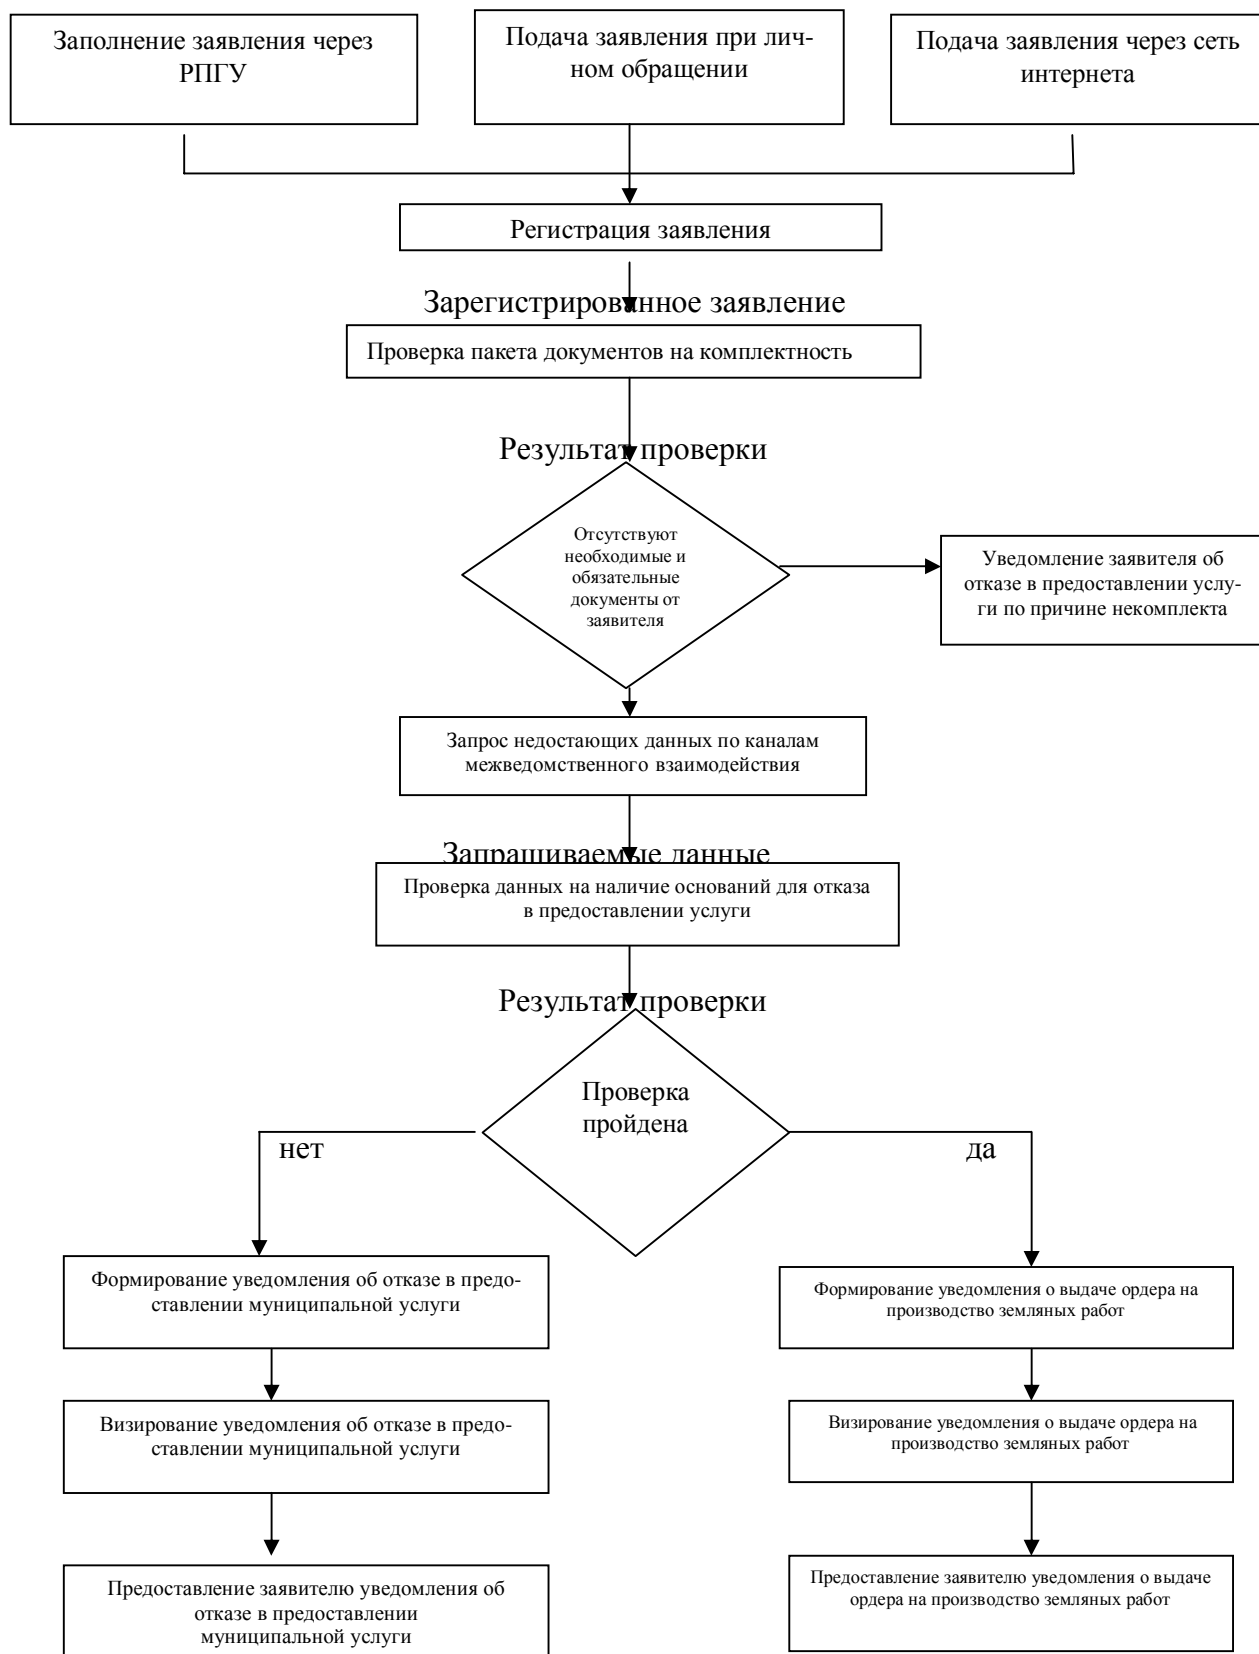 Заполнение заявления через
РПГУ
Подача заявления при лич-
ном обращении
Подача заявления через сеть
интернета
Регистрация заявления
Зарегистрированное заявление
Проверка пакета документов на комплектность
Результат проверки
Отсутствуют
необходимые и
обязательные
документы от
заявителя
Уведомление заявителя об
отказе в предоставлении услу-
ги по причине некомплекта
Запрос недостающих данных по каналам
межведомственного взаимодействия
Запрашиваемые данные
Проверка данных на наличие оснований для отказа
в предоставлении услуги
Результат проверки
Проверка
пройдена
нет
да
Формирование уведомления об отказе в предо-
ставлении муниципальной услуги
Формирование уведомления о выдаче ордера на
производство земляных работ
Визирование уведомления об отказе в предо-
ставлении муниципальной услуги
Визирование уведомления о выдаче ордера на
производство земляных работ
Предоставление заявителю уведомления об
отказе в предоставлении
муниципальной услуги
Предоставление заявителю уведомления о выдаче
ордера на производство земляных работ